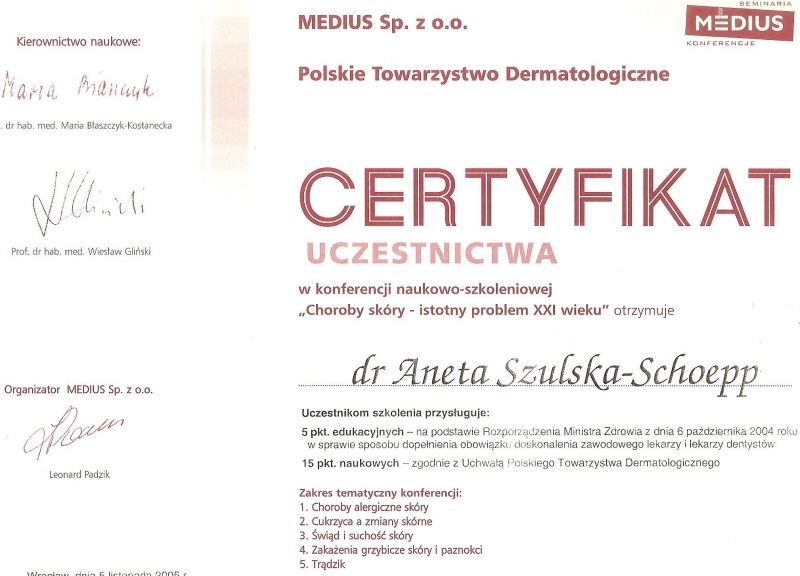 Kierownictwo naukowe:
Maria
. dr hab. med. Maria Błaszczyk-Kostanecka
Prof. dr hab. med. Wiesław Gliński
Organizator MEDIUS Sp. z o.o.
Leonard Padzik
Wrocław, dnia 5 listopada 2005 r.
MEDIUS Sp. z o.o.
SEMINARIA
MEDIUS
KONFERENCJE
Polskie Towarzystwo Dermatologiczne
CERTYFIKAT
UCZESTNICTWA
w konferencji naukowo-szkoleniowej
„Choroby skóry - istotny problem XXI wieku” otrzymuje
dr Aneta Szulska-Schoepp
Uczestnikom szkolenia przysługuje:
5 pkt. edukacyjnych – na podstawie Rozporządzenia Ministra Zdrowia z dnia 6 października 2004 roku
w sprawie sposobu dopełnienia obowiązku doskonalenia zawodowego lekarzy i lekarzy dentystów
15 pkt. naukowych – zgodnie z Uchwałą Polskiego Towarzystwa Dermatologicznego
Zakres tematyczny konferencji:
1. Choroby alergiczne skóry
2. Cukrzyca a zmiany skórne
3. Świąd i suchość skóry
4. Zakażenia grzybicze skóry i paznokci
5. Trądzik